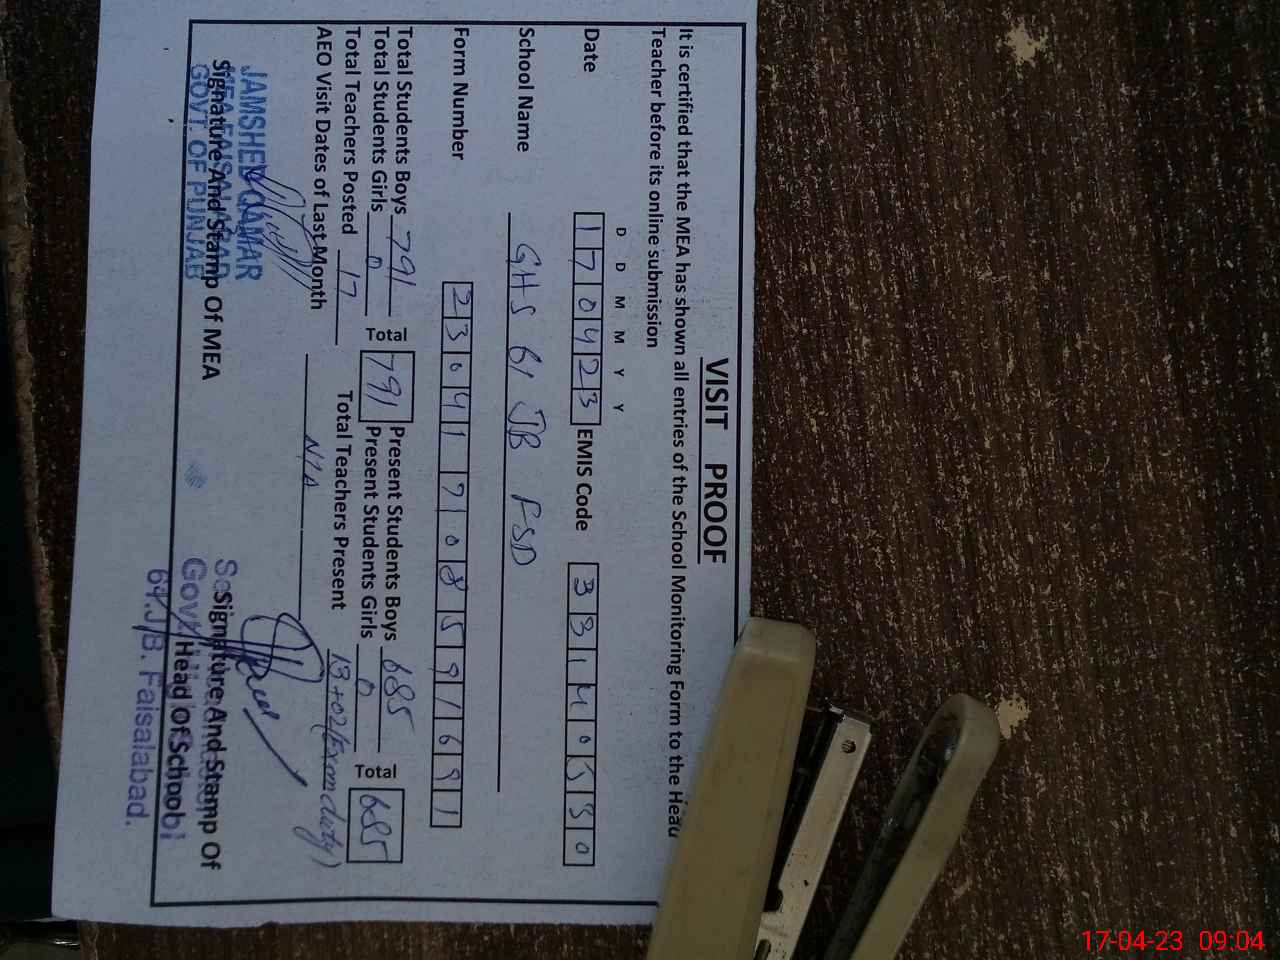 VISIT PROOF
It is certified that the MEA has shown all entries of the School Monitoring Form to the Head
Teacher before its online submission
D D M M Y Y
Date 170423 EMIS Code 33140530
School Name GHS 61 JB FSD
Form Number 23041708591691
Total Students Boys 791 Present Students Boys 685
Total Students Girls 0 Total 791 Present Students Girls 0 Total 685
Total Teachers Posted 17 Total Teachers Present 13+02(Exam duty)
AEO Visit Dates of Last Month N/A
JAMSHED QAMAR
MEA FAISALABAD
GOVT. OF PUNJAB
Signature And Stamp Of MEA
Signature And Stamp Of
Head Of School
JB. Faisalabad.
17-04-23 09:04